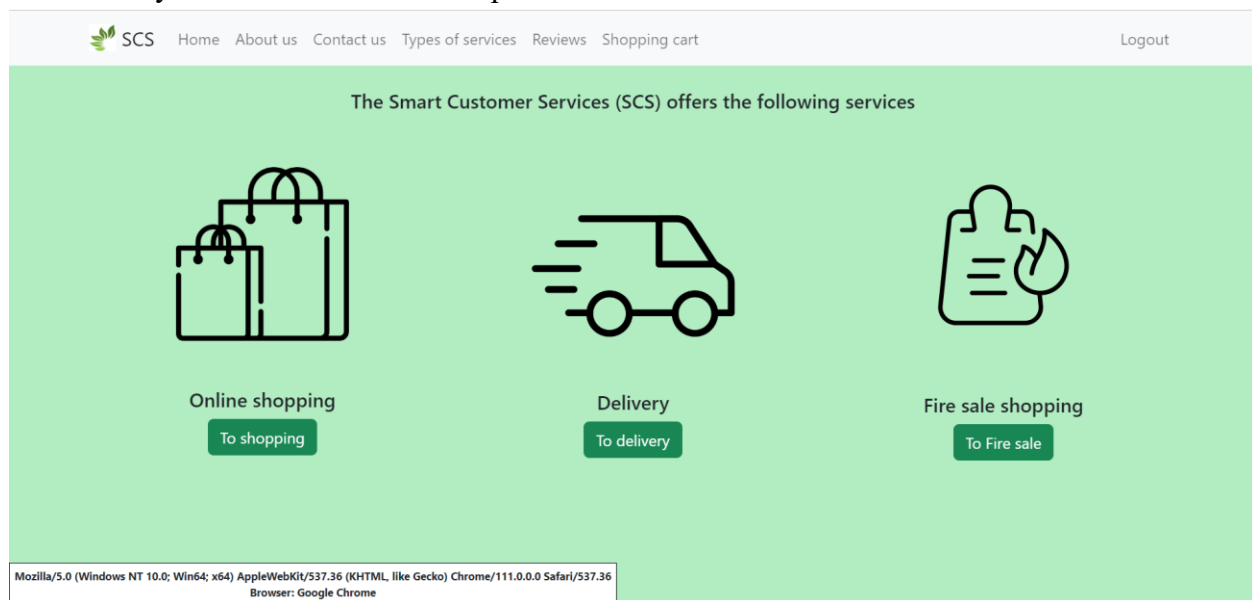 SCS Home About us Contact us Types of services Reviews Shopping cart Logout
The Smart Customer Services (SCS) offers the following services
Online shopping Delivery Fire sale shopping
To shopping To delivery To Fire sale
Mozilla/5.0 (Windows NT 10.0; Win64; x64) AppleWebKit/537.36 (KHTML, like Gecko) Chrome/111.0.0.0 Safari/537.36
Browser: Google Chrome